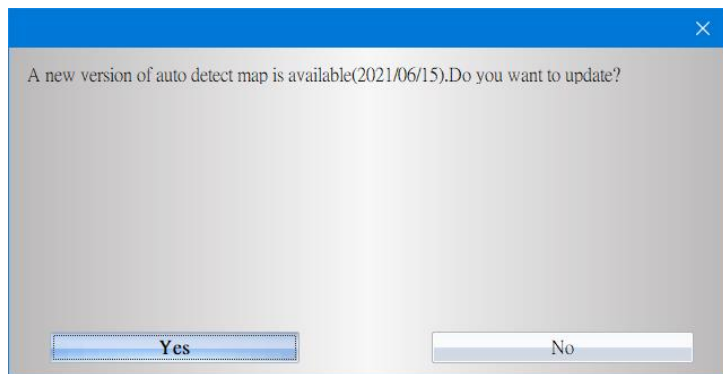 A new version of auto detect map is available(2021/06/15).Do you want to update?
Yes
No